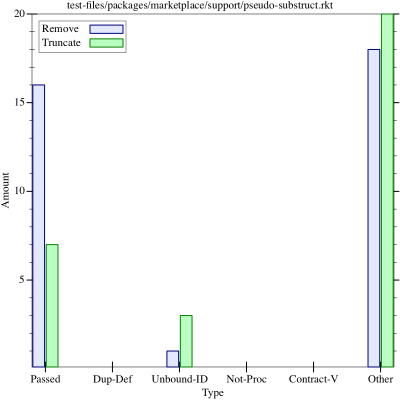 test-files/packages/marketplace/support/pseudo-substruct.rkt
Remove
Truncate
20
15
10
5
Amount
Passed Dup-Def Unbound-ID Not-Proc Contract-V Other
Type